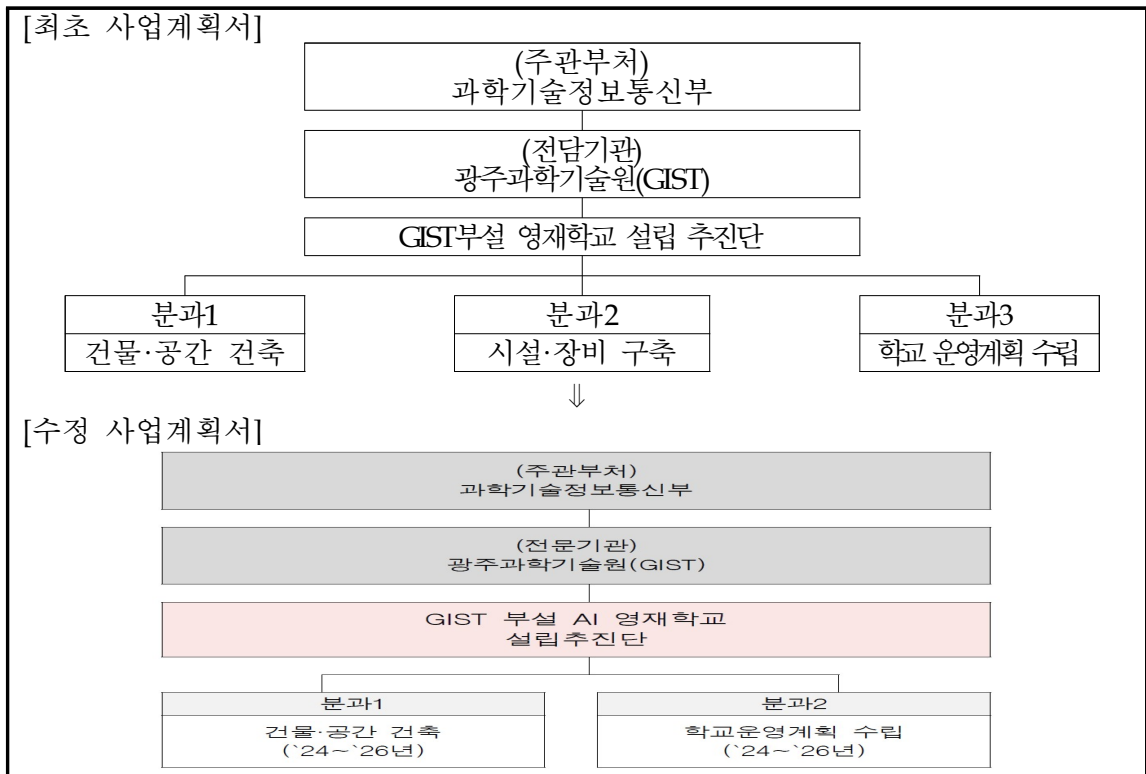 [최초 사업계획서]
(주관부처)
과학기술정보통신부
(전담기관)
광주과학기술원(GIST)
GIST부설 영재학교 설립 추진단
분과1
건물·공간 건축
분과2
시설·장비 구축
분과3
학교 운영계획 수립
⇓
[수정 사업계획서]
(주관부처)
과학기술정보통신부
(전문기관)
광주과학기술원(GIST)
GIST 부설 AI 영재학교
설립추진단
분과1
건물·공간 건축
(`24~`26년)
분과2
학교운영계획 수립
(`24~`26년)